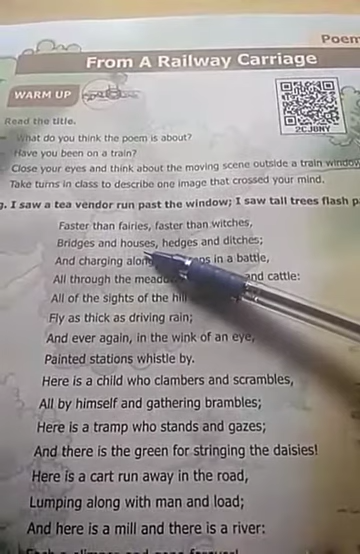 Poem
From A Railway Carriage
WARM UP
2CJ8NY
Read the title.
What do you think the poem is about?
Have you been on a train?
Close your eyes and think about the moving scene outside a train window
Take turns in class to describe one image that crossed your mind.
g. I saw a tea vendor run past the window; I saw tall trees flash p
Faster than fairies, faster than witches,
Bridges and houses, hedges and ditches;
And charging along ps in a battle,
All through the mead and cattle:
All of the sights of the hill
Fly as thick as driving rain;
And ever again, in the wink of an eye,
Painted stations whistle by.
Here is a child who clambers and scrambles,
All by himself and gathering brambles;
Here is a tramp who stands and gazes;
And there is the green for stringing the daisies!
Here is a cart run away in the road,
Lumping along with man and load;
And here is a mill and there is a river: